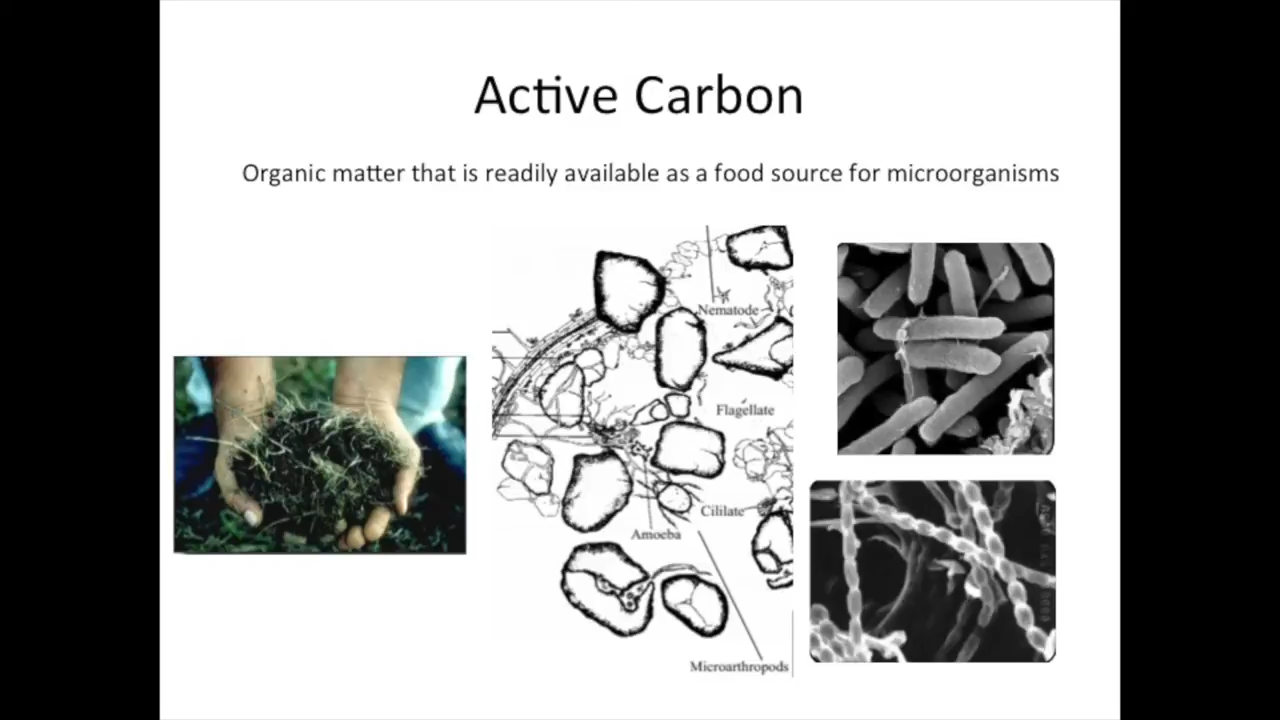 Active Carbon
Organic matter that is readily available as a food source for microorganisms
Nematode
Flagellate
Cililate
Amoeba
Microarthropods